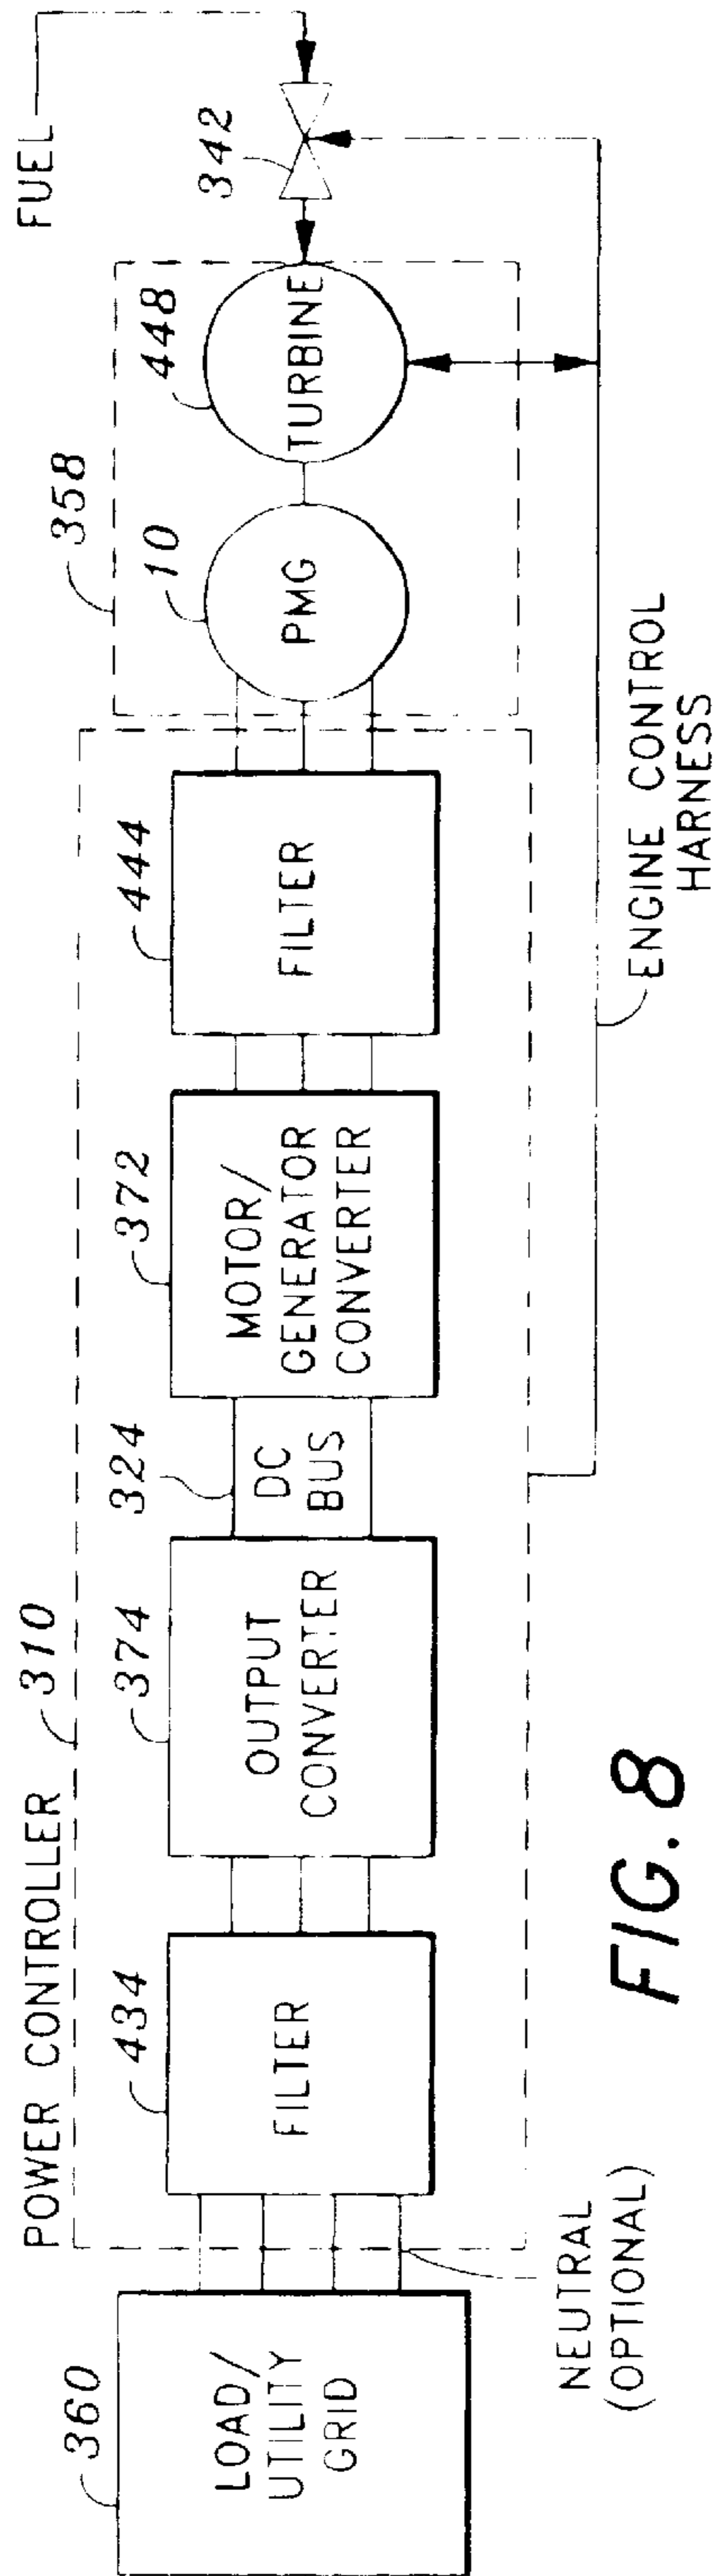 360
LOAD/
UTILITY
GRID
NEUTRAL
(OPTIONAL)
POWER CONTROLLER 310
434
FILTER
374
OUTPUT
CONVERTER
324
DC
BUS
372
MOTOR/
GENERATOR
CONVERTER
444
FILTER
358
10
PMG
448
TURBINE
342
FUEL
ENGINE CONTROL
HARNESS
FIG. 8